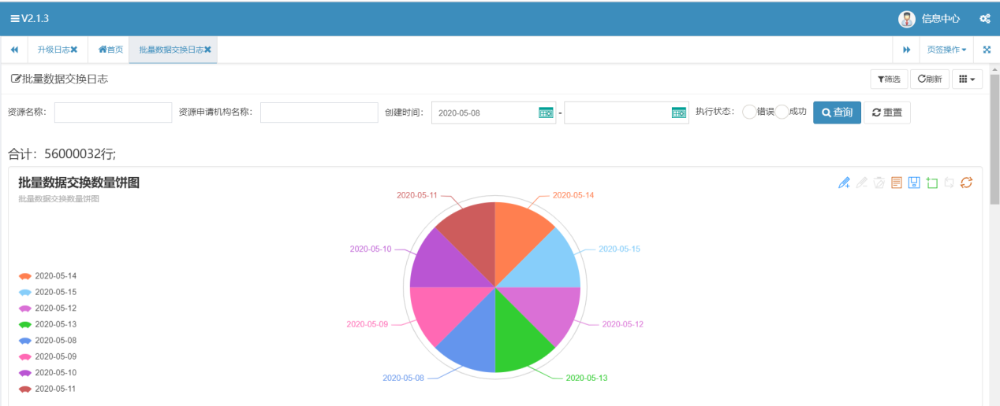 V2.1.3 信息中心
升级日志 首页 批量数据交换日志 页签操作
批量数据交换日志 筛选 刷新
资源名称： 资源申请机构名称： 创建时间： 2020-05-08 - 执行状态： 错误 成功 查询 重置
合计：56000032行;
批量数据交换数量饼图
批量数据交换数量饼图
2020-05-11 2020-05-14
2020-05-10 2020-05-15
2020-05-09 2020-05-12
2020-05-08 2020-05-13
2020-05-14
2020-05-15
2020-05-12
2020-05-13
2020-05-08
2020-05-09
2020-05-10
2020-05-11